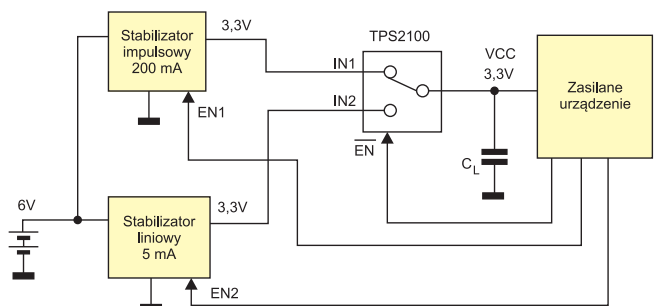 Stabilizator
impulsowy
200 mA
3,3V
EN1
TPS2100
IN1
IN2
EN
VCC
3,3V
CL
Zasilane
urządzenie
6V
Stabilizator
liniowy
5 mA
3,3V
EN2